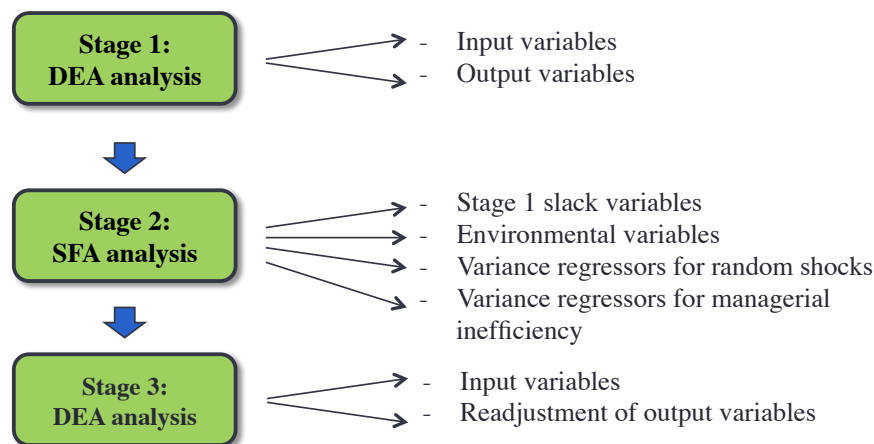 Stage 1:
DEA analysis
- Input variables
- Output variables
Stage 2:
SFA analysis
- Stage 1 slack variables
- Environmental variables
- Variance regressors for random shocks
- Variance regressors for managerial
inefficiency
Stage 3:
DEA analysis
- Input variables
- Readjustment of output variables